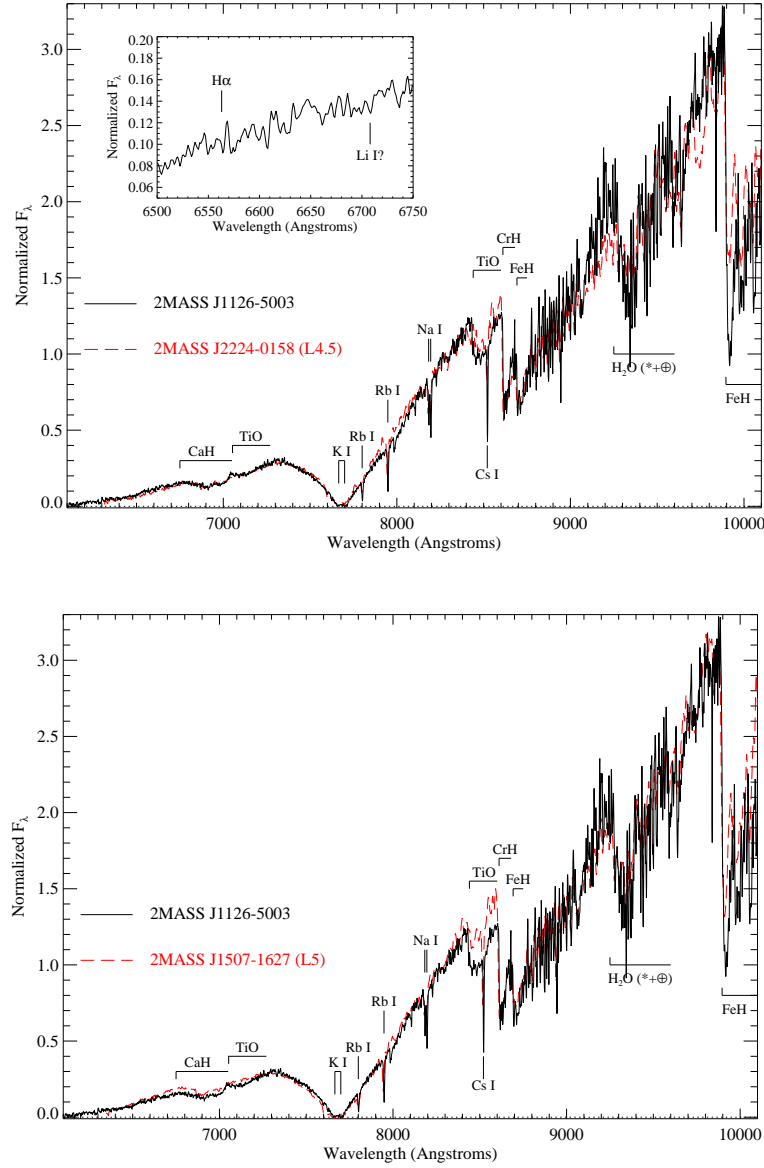 0.20
0.18
0.16
0.14
0.12
0.10
0.08
0.06
Normalized Fλ
Hα
Li I?
6500 6550 6600 6650 6700 6750
Wavelength (Angstroms)
3.0
2.5
2.0
1.5
1.0
0.5
0.0
Normalized Fλ
2MASS J1126-5003
2MASS J2224-0158 (L4.5)
CaH
TiO
K I
Rb I
Rb I
Na I
TiO
CrH
FeH
Cs I
H₂O (*+⊕)
FeH
7000 8000 9000 10000
Wavelength (Angstroms)
3.0
2.5
2.0
1.5
1.0
0.5
0.0
Normalized Fλ
2MASS J1126-5003
2MASS J1507-1627 (L5)
CaH
TiO
K I
Rb I
Rb I
Na I
TiO
CrH
FeH
Cs I
H₂O (*+⊕)
FeH
7000 8000 9000 10000
Wavelength (Angstroms)